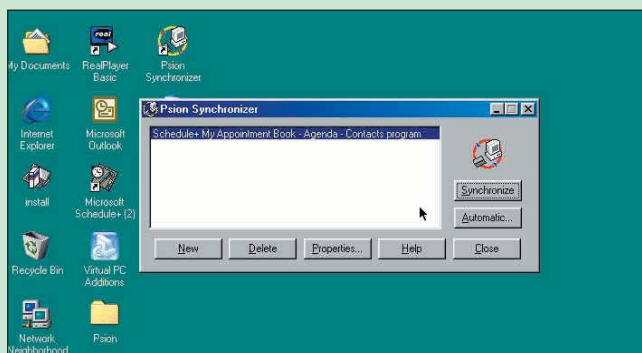 My Documents
RealPlayer
Basic
Psion
Synchronizer
Internet
Explorer
Microsoft
Outlook
install
Microsoft
Schedule+ (2)
Recycle Bin
Virtual PC
Additions
Network
Neighborhood
Psion
Psion Synchronizer
Schedule+ My Appointment Book - Agenda - Contacts program
Synchronize
Automatic...
New
Delete
Properties...
Help
Close